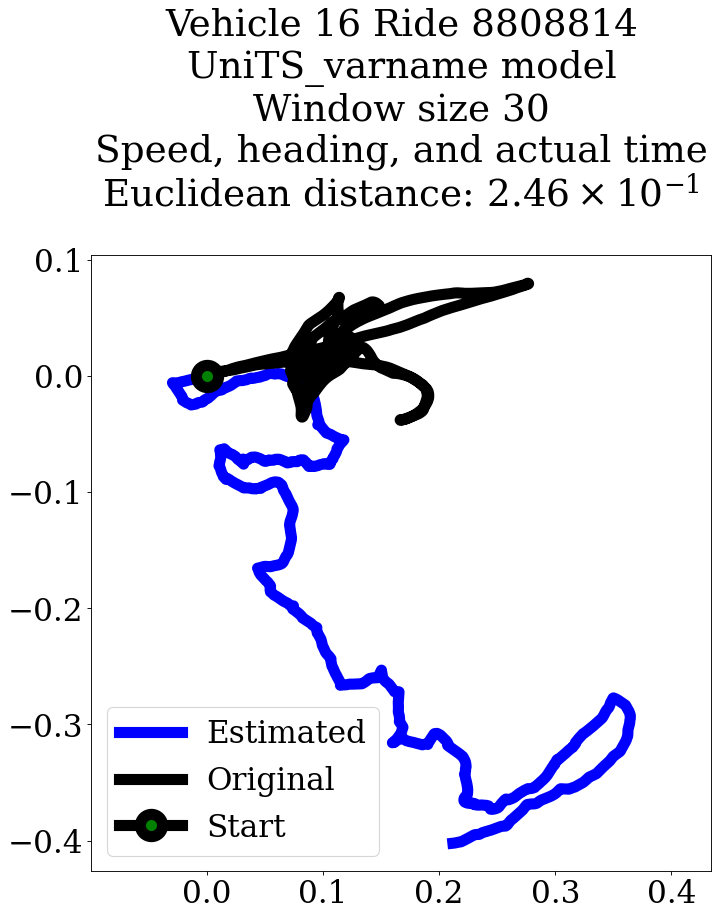 Vehicle 16 Ride 8808814
UniTS_varname model
Window size 30
Speed, heading, and actual time
Euclidean distance: 2.46 × 10⁻¹
0.1
0.0
−0.1
−0.2
−0.3
−0.4
Estimated
Original
Start
0.0 0.1 0.2 0.3 0.4